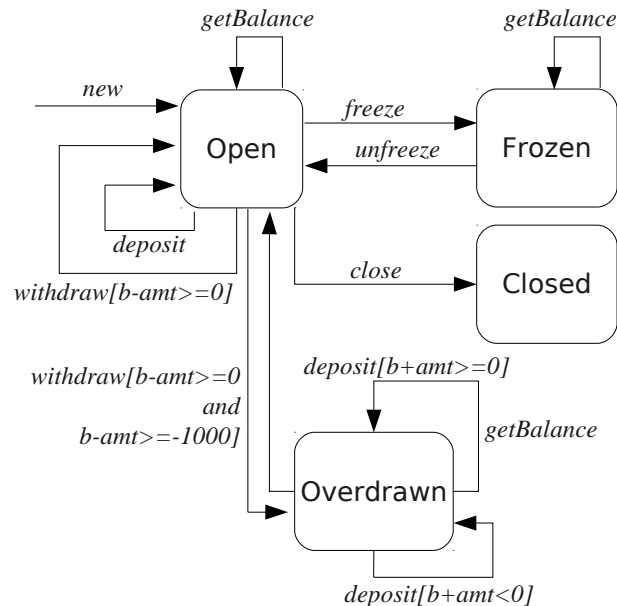 getBalance
getBalance
new
freeze
Open
Frozen
unfreeze
deposit
close
Closed
withdraw[b-amt>=0]
withdraw[b-amt>=0
and
b-amt>=-1000]
deposit[b+amt>=0]
getBalance
Overdrawn
deposit[b+amt<0]